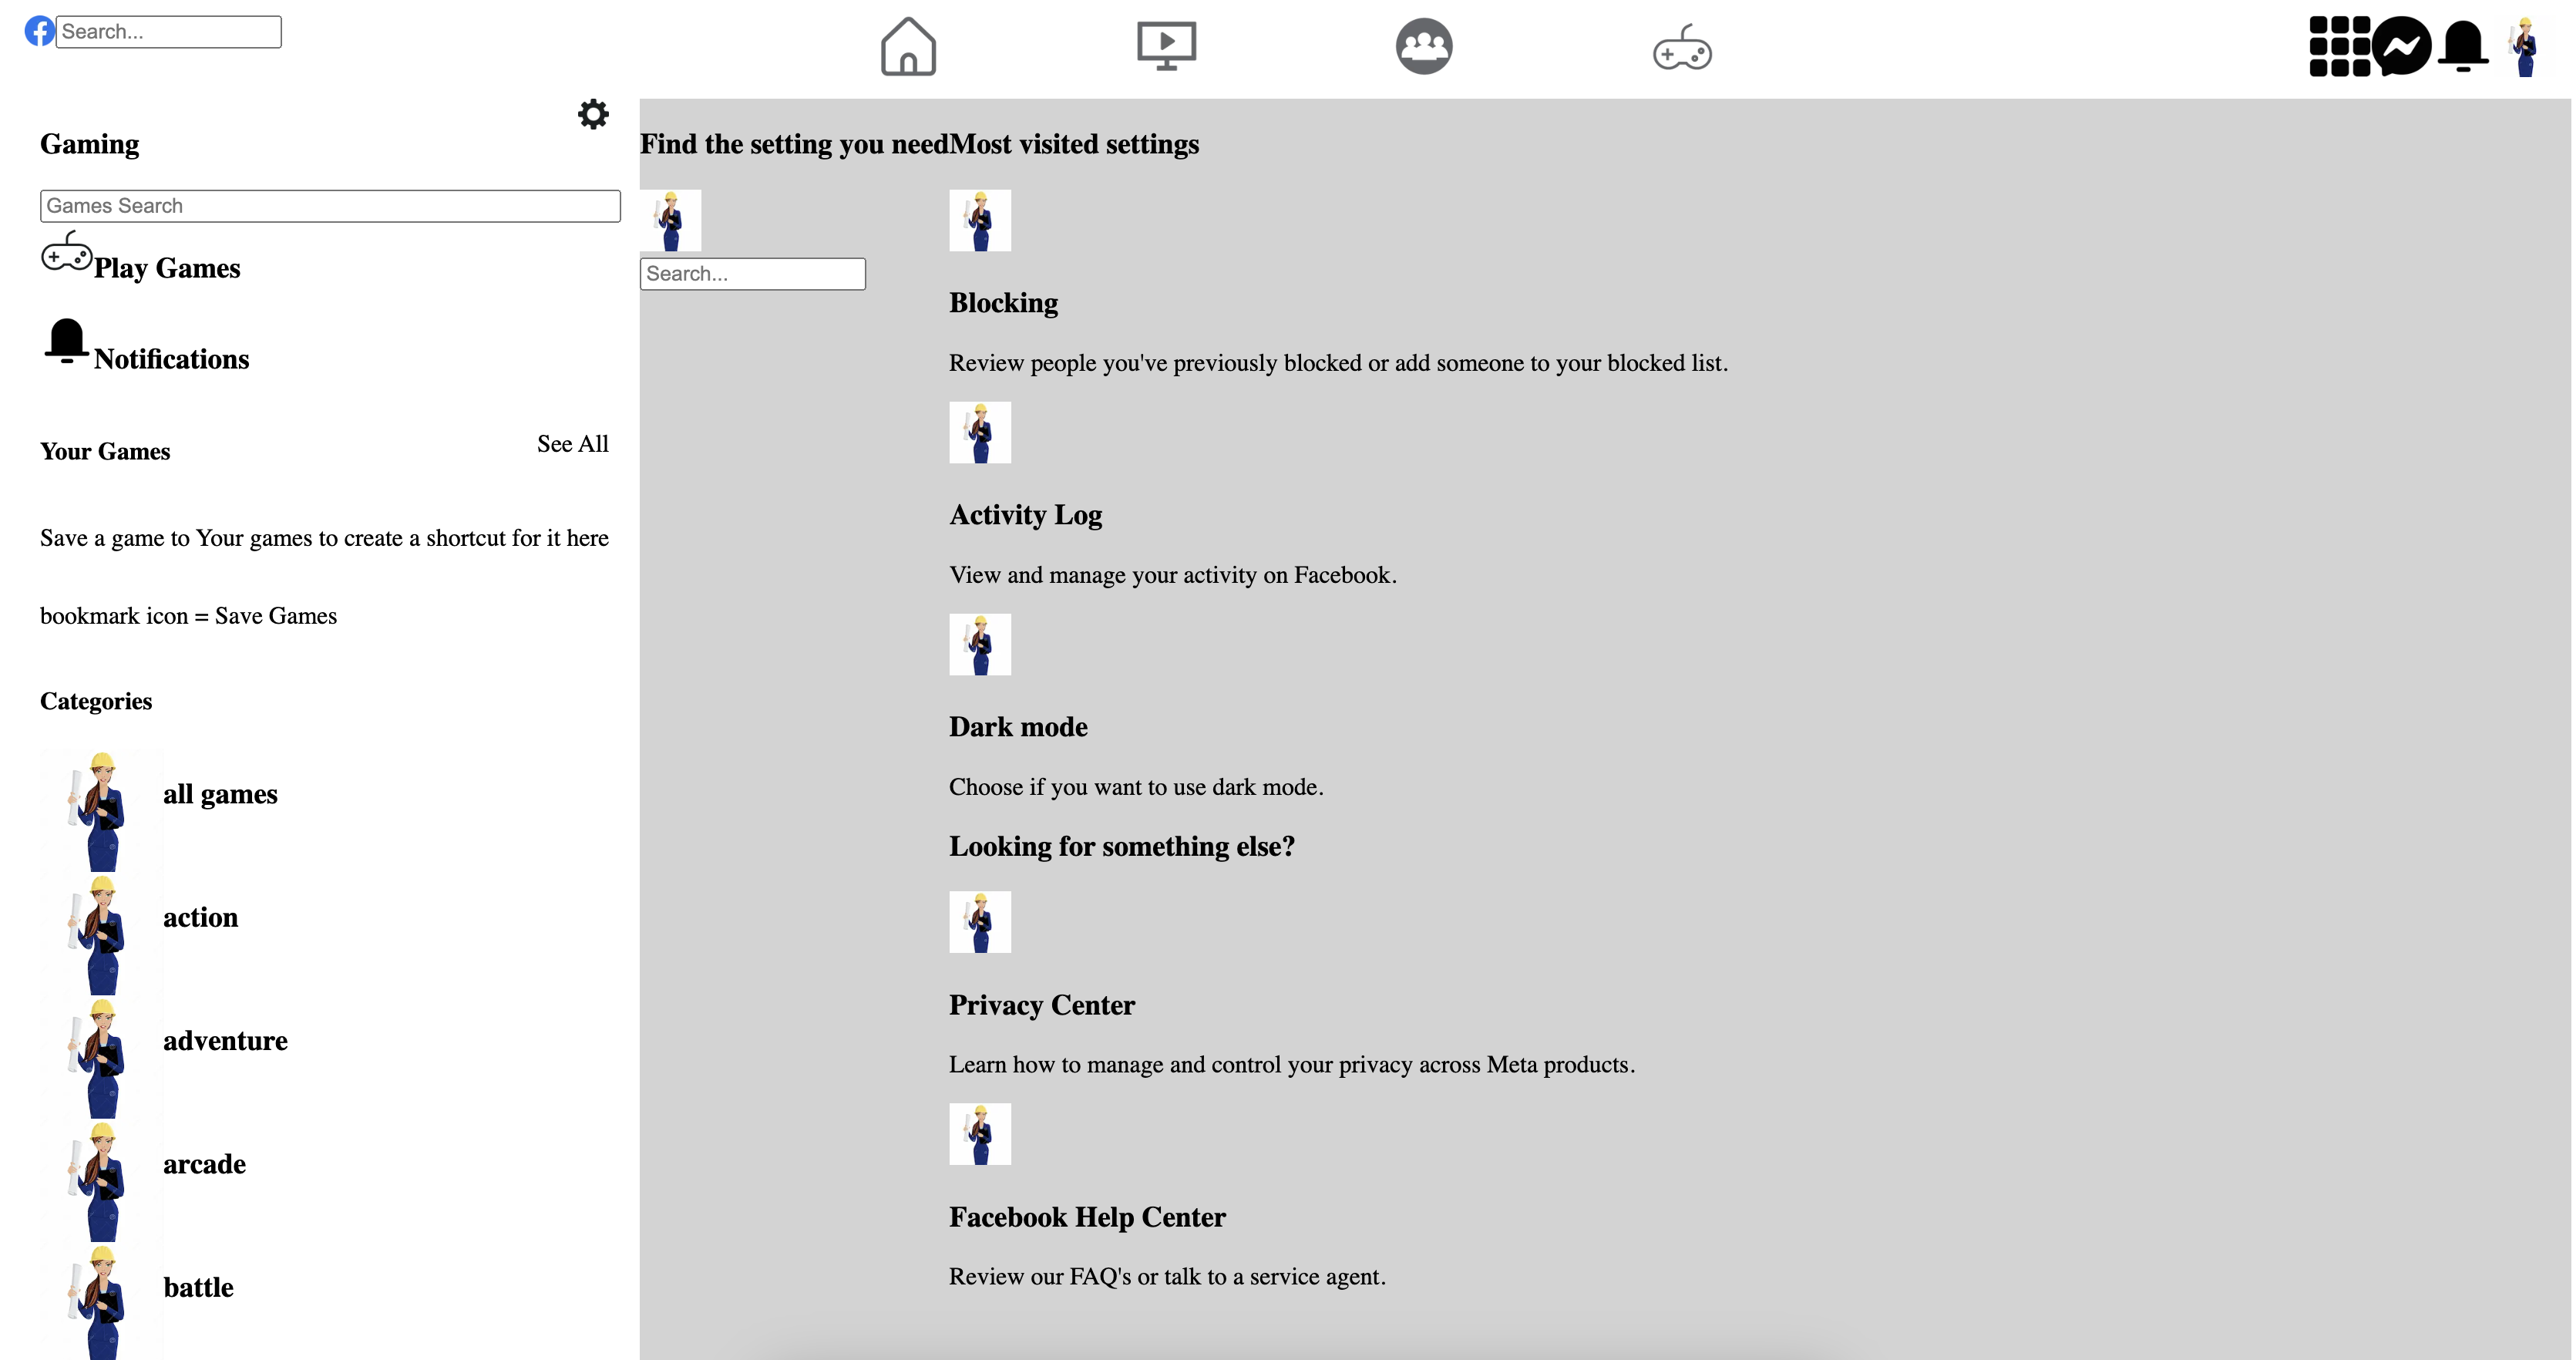 Search...
Gaming
Games Search
Play Games
Notifications
Your Games
See All
Save a game to Your games to create a shortcut for it here
bookmark icon = Save Games
Categories
all games
action
adventure
arcade
battle
Find the setting you need
Search...
Most visited settings
Blocking
Review people you've previously blocked or add someone to your blocked list.
Activity Log
View and manage your activity on Facebook.
Dark mode
Choose if you want to use dark mode.
Looking for something else?
Privacy Center
Learn how to manage and control your privacy across Meta products.
Facebook Help Center
Review our FAQ's or talk to a service agent.